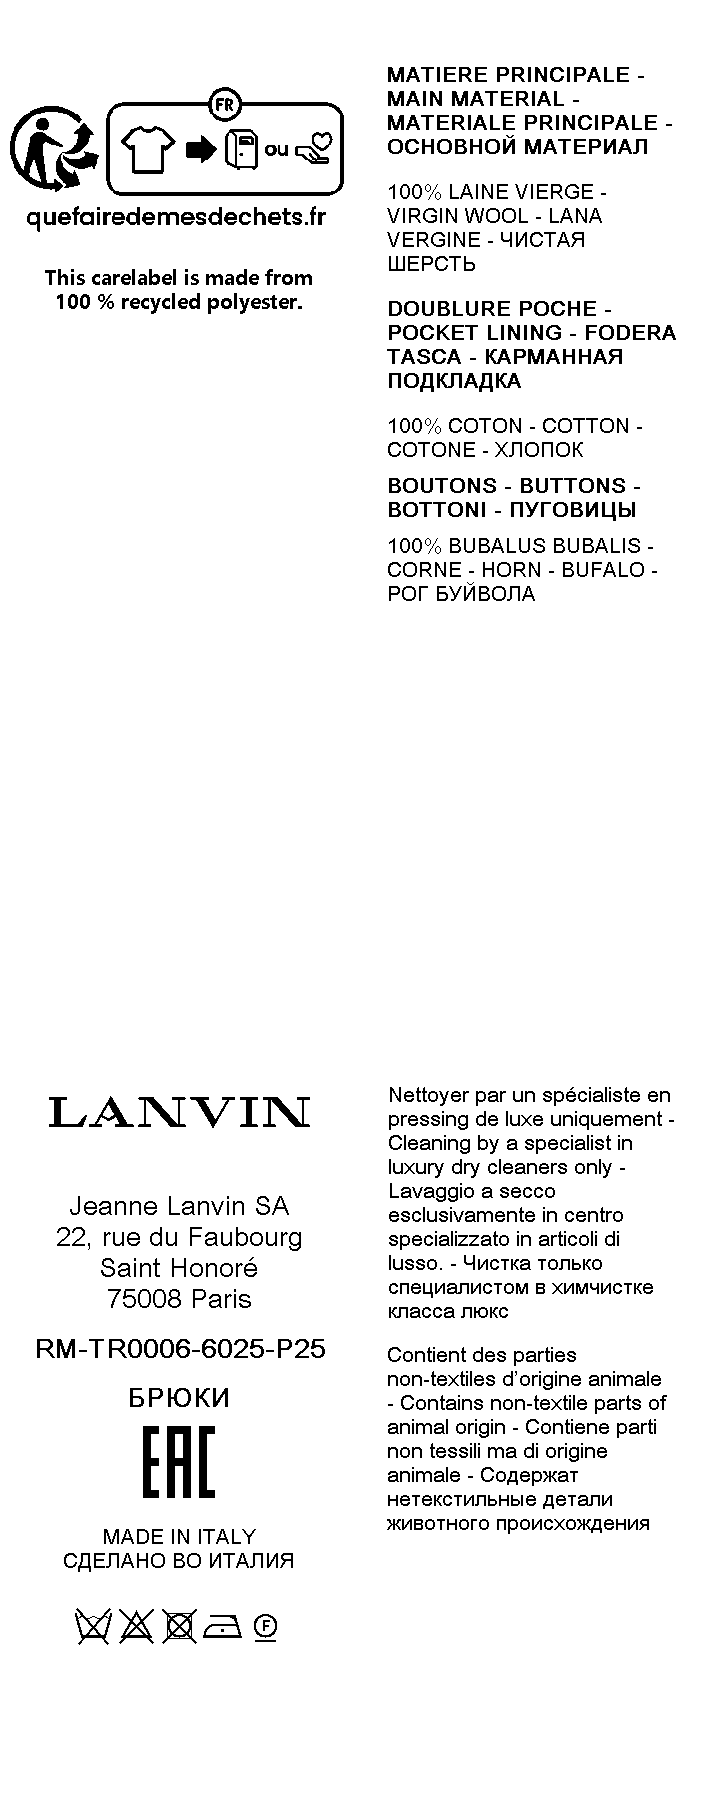 FR
ou
quefairedemesdechets.fr
This carelabel is made from
100 % recycled polyester.
MATIERE PRINCIPALE -
MAIN MATERIAL -
MATERIALE PRINCIPALE -
ОСНОВНОЙ МАТЕРИАЛ
100% LAINE VIERGE -
VIRGIN WOOL - LANA
VERGINE - ЧИСТАЯ
ШЕРСТЬ
DOUBLURE POCHE -
POCKET LINING - FODERA
TASCA - КАРМАННАЯ
ПОДКЛАДКА
100% COTON - COTTON -
COTONE - ХЛОПОК
BOUTONS - BUTTONS -
BOTTONI - ПУГОВИЦЫ
100% BUBALUS BUBALIS -
CORNE - HORN - BUFALO -
РОГ БУЙВОЛА
LANVIN
Jeanne Lanvin SA
22, rue du Faubourg
Saint Honoré
75008 Paris
RM-TR0006-6025-P25
БРЮКИ
EAC
MADE IN ITALY
СДЕЛАНО ВО ИТАЛИЯ
F
Nettoyer par un spécialiste en
pressing de luxe uniquement -
Cleaning by a specialist in
luxury dry cleaners only -
Lavaggio a secco
esclusivamente in centro
specializzato in articoli di
lusso. - Чистка только
специалистом в химчистке
класса люкс
Contient des parties
non-textiles d’origine animale
- Contains non-textile parts of
animal origin - Contiene parti
non tessili ma di origine
animale - Содержат
нетекстильные детали
животного происхождения